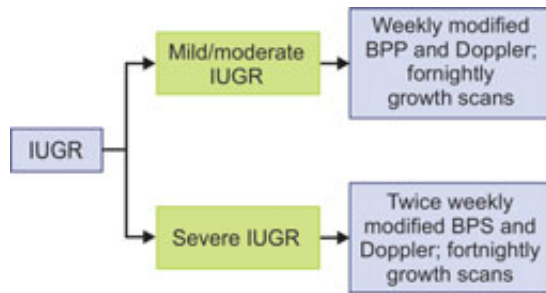 IUGR
Mild/moderate
IUGR
Weekly modified
BPP and Doppler;
fornightly
growth scans
Severe IUGR
Twice weekly
modified BPS and
Doppler; fortnightly
growth scans